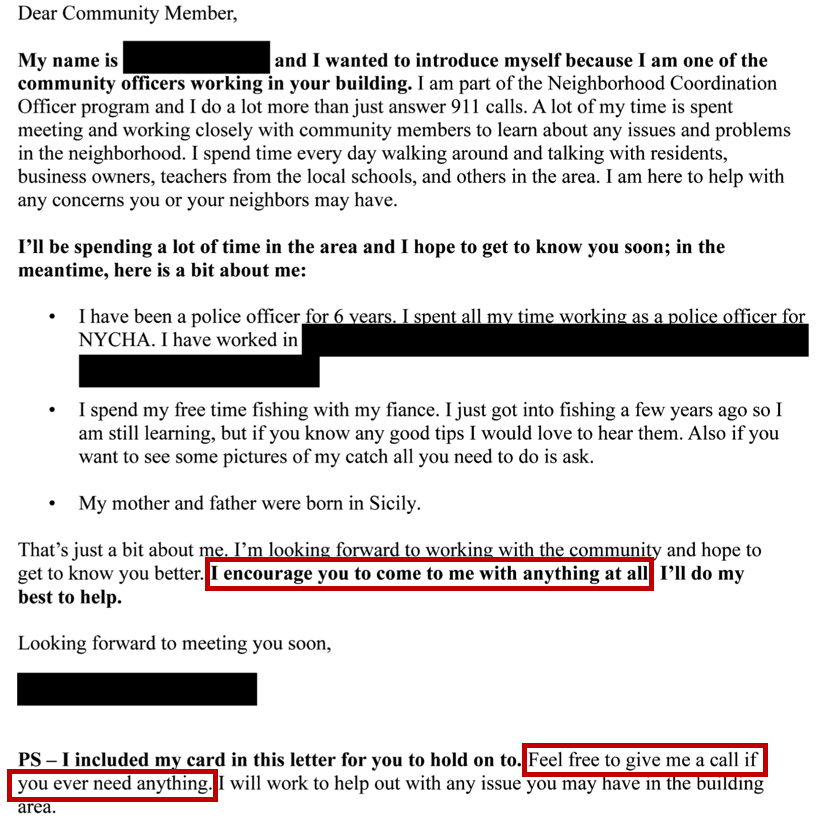 Dear Community Member,
My name is
and I wanted to introduce myself because I am one of the
community officers working in your building. I am part of the Neighborhood Coordination
Officer program and I do a lot more than just answer 911 calls. A lot of my time is spent
meeting and working closely with community members to learn about any issues and problems
in the neighborhood. I spend time every day walking around and talking with residents,
business owners, teachers from the local schools, and others in the area. I am here to help with
any concerns you or your neighbors may have.
I’ll be spending a lot of time in the area and I hope to get to know you soon; in the
meantime, here is a bit about me:
• I have been a police officer for 6 years. I spent all my time working as a police officer for
NYCHA. I have worked in
• I spend my free time fishing with my fiance. I just got into fishing a few years ago so I
am still learning, but if you know any good tips I would love to hear them. Also if you
want to see some pictures of my catch all you need to do is ask.
• My mother and father were born in Sicily.
That’s just a bit about me. I’m looking forward to working with the community and hope to
get to know you better. I encourage you to come to me with anything at all. I’ll do my
best to help.
Looking forward to meeting you soon,
PS – I included my card in this letter for you to hold on to. Feel free to give me a call if
you ever need anything. I will work to help out with any issue you may have in the building
area.